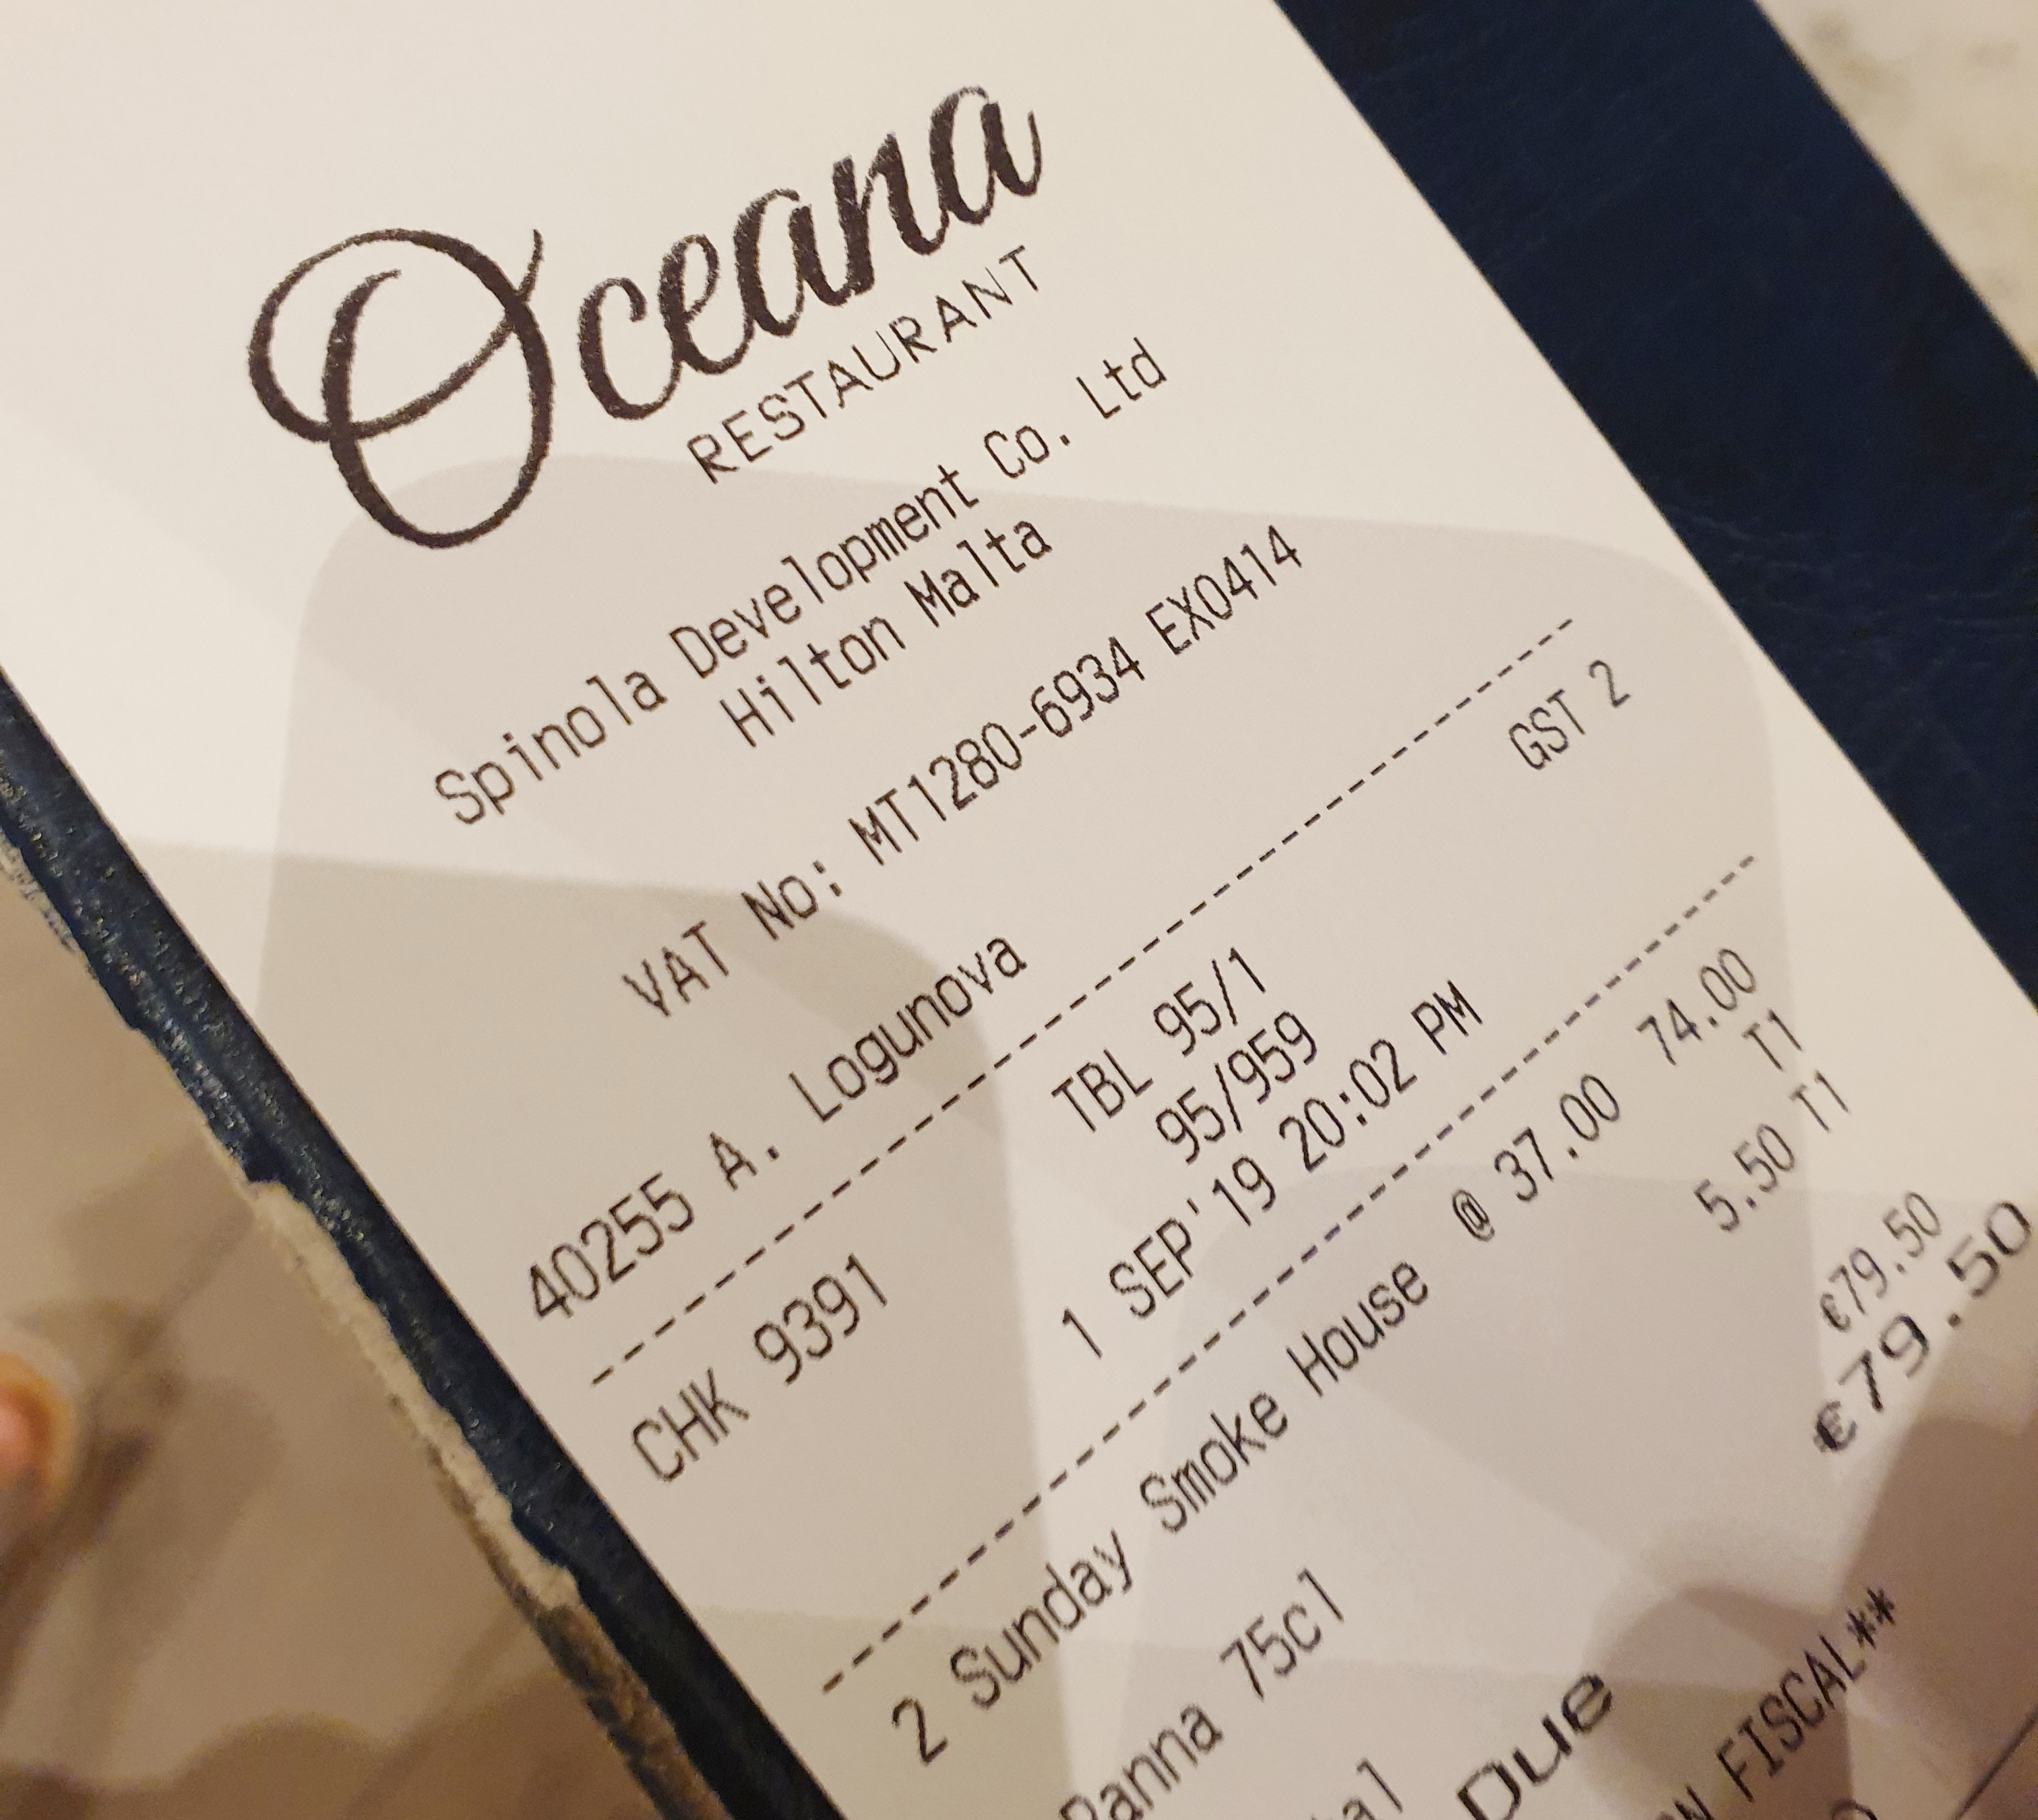 Oceana
RESTAURANT
Spinola Development Co. Ltd
Hilton Malta
VAT No: MT1280-6934 EX0414
40255 A. Logunova
GST 2
CHK 9391
TBL 95/1
95/959
1 SEP'19 20:02 PM
2 Sunday Smoke House @ 37.00 74.00
T1
Panna 75cl 5.50 T1
€79.50
Due €79.50
FISCAL**